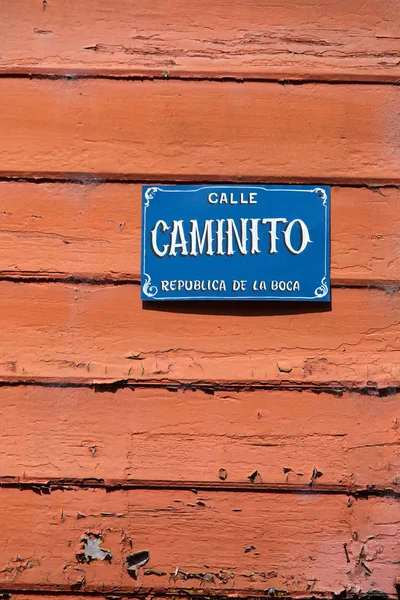 CALLE
CAMINITO
REPUBLICA DE LA BOCA